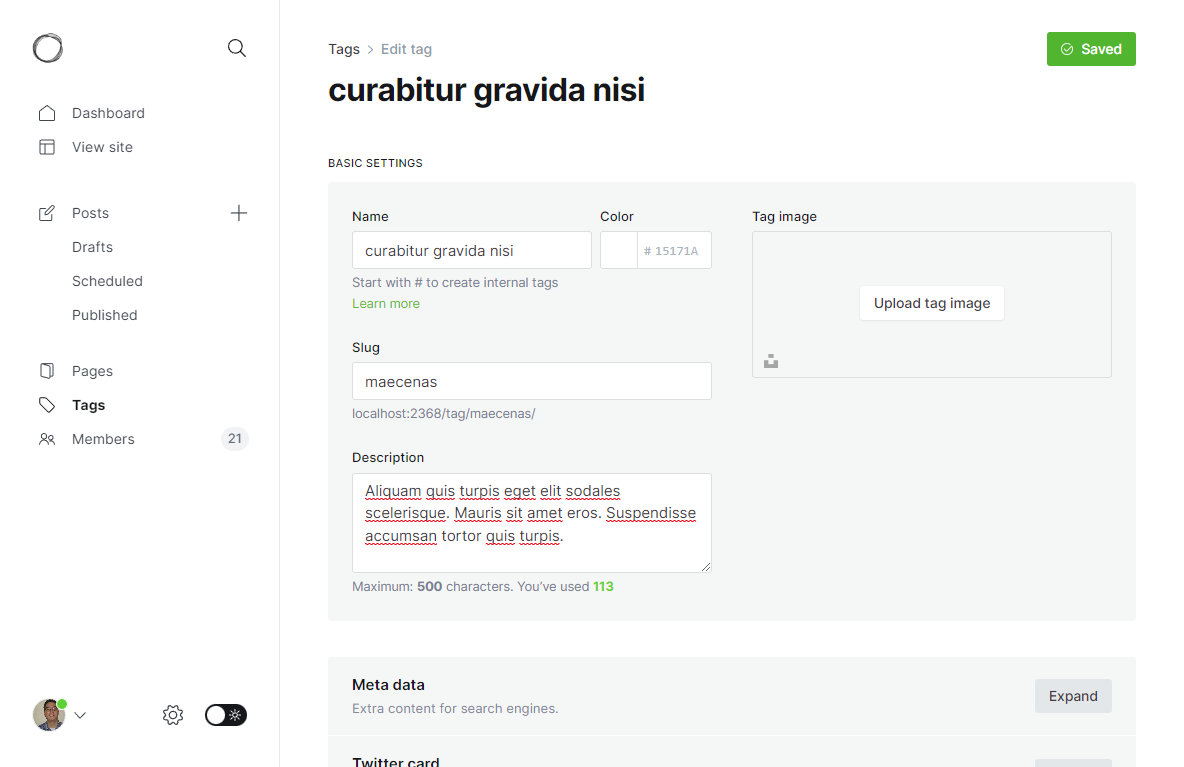 Tags > Edit tag
Saved
curabitur gravida nisi
Dashboard
View site
Posts
Drafts
Scheduled
Published
Pages
Tags
Members 21
BASIC SETTINGS
Name
curabitur gravida nisi
Color
# 15171A
Start with # to create internal tags
Learn more
Slug
maecenas
localhost:2368/tag/maecenas/
Description
Aliquam quis turpis eget elit sodales
scelerisque. Mauris sit amet eros. Suspendisse
accumsan tortor quis turpis.
Maximum: 500 characters. You’ve used 113
Tag image
Upload tag image
Meta data
Extra content for search engines.
Expand
Twitter card